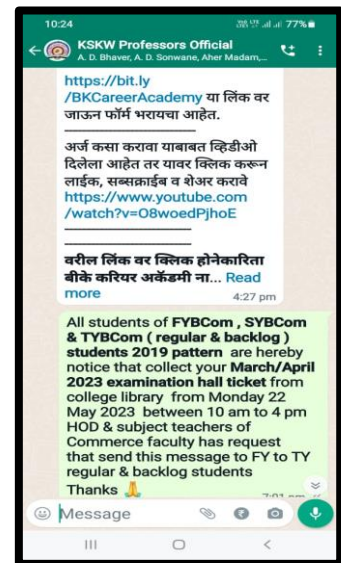 10:24
77%
KSKW Professors Official
A. D. Bhaver, A. D. Sonwane, Aher Madam,...
https://bit.ly
/BKCareerAcademy या लिंक वर
जाऊन फॉर्म भरायचा आहेत.
अर्ज कसा करावा याबाबत व्हिडीओ
दिलेला आहेत तर यावर क्लिक करून
लाईक, सब्सक्राईब व शेअर करावे
https://www.youtube.com
/watch?v=O8woedPjhoE
वरील लिंक वर क्लिक होनेकारिता
बीके करियर अकॅडमी ना... Read
more
4:27 pm
All students of FYBCom , SYBCom
& TYBCom ( regular & backlog )
students 2019 pattern are hereby
notice that collect your March/April
2023 examination hall ticket from
college library from Monday 22
May 2023 between 10 am to 4 pm
HOD & subject teachers of
Commerce faculty has request
that send this message to FY to TY
regular & backlog students
Thanks 🙏
7:01 pm
Message